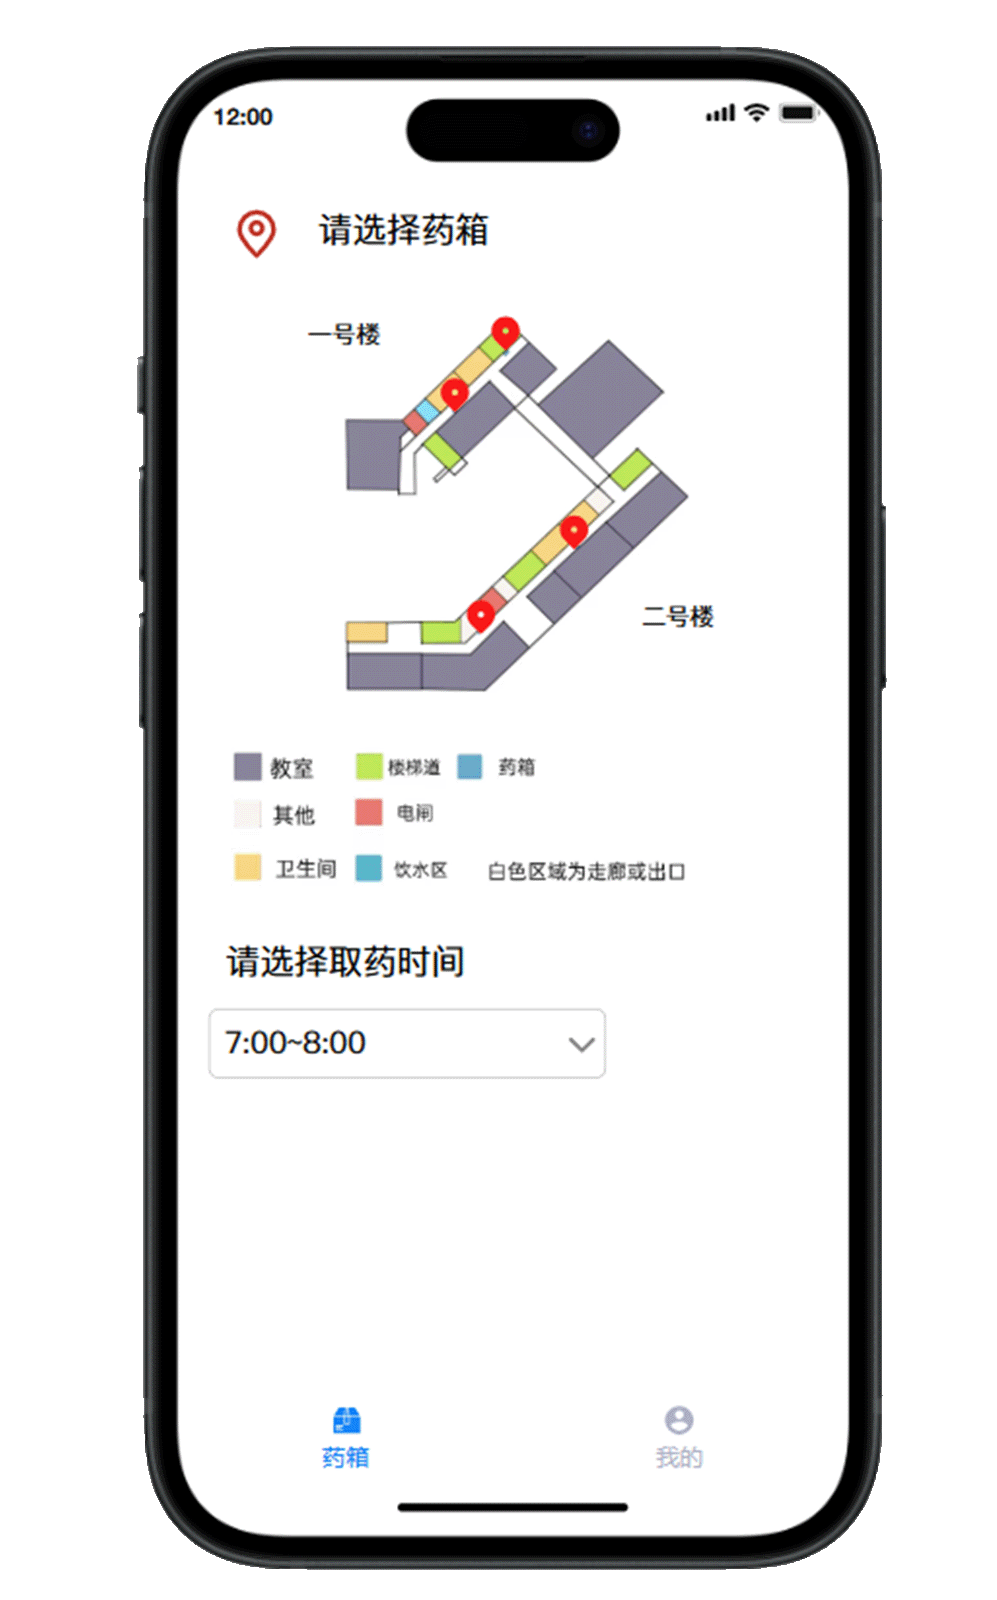 12:00
请选择药箱
一号楼
二号楼
教室
楼梯道
药箱
其他
电闸
卫生间
饮水区
白色区域为走廊或出口
请选择取药时间
7:00~8:00
药箱
我的